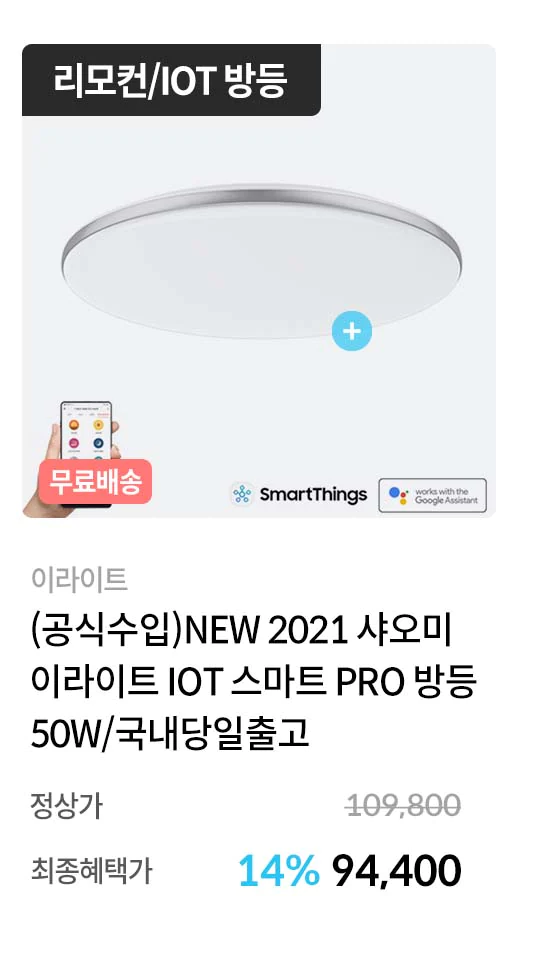 리모컨/IOT 방등
무료배송
SmartThings
works with the
Google Assistant
이라이트
(공식수입)NEW 2021 샤오미
이라이트 IOT 스마트 PRO 방등
50W/국내당일출고
정상가 109,800
최종혜택가 14% 94,400